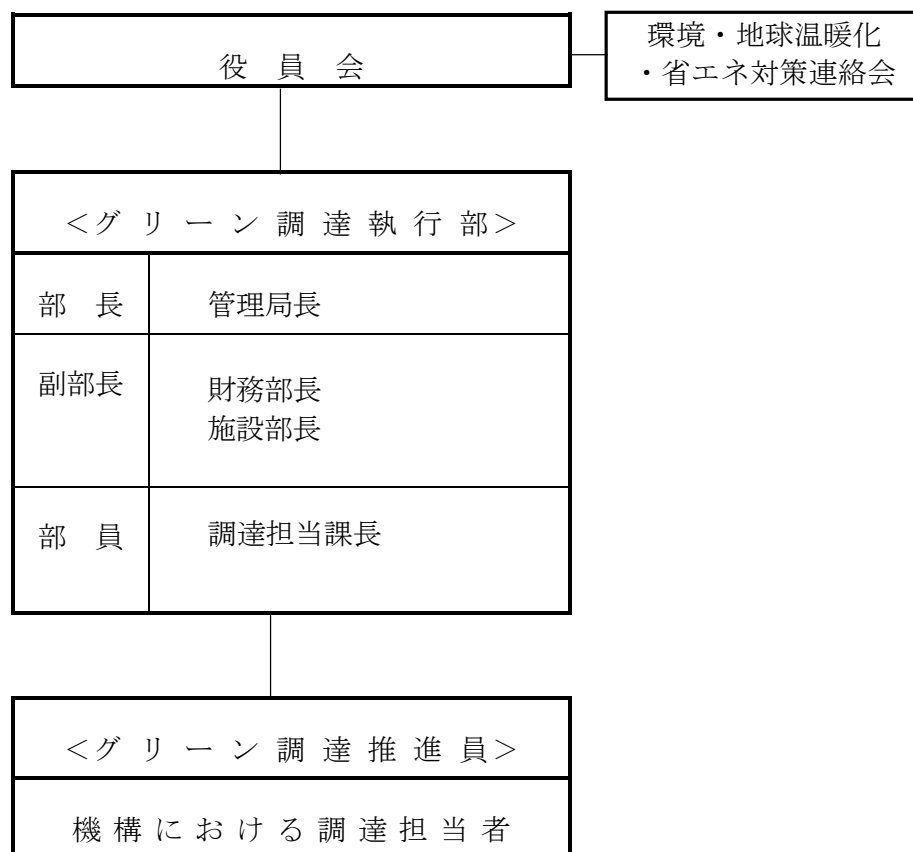 役員会
環境・地球温暖化
・省エネ対策連絡会
＜グリーン調達執行部＞
部長 管理局長
副部長 財務部長
施設部長
部員 調達担当課長
＜グリーン調達推進員＞
機構における調達担当者